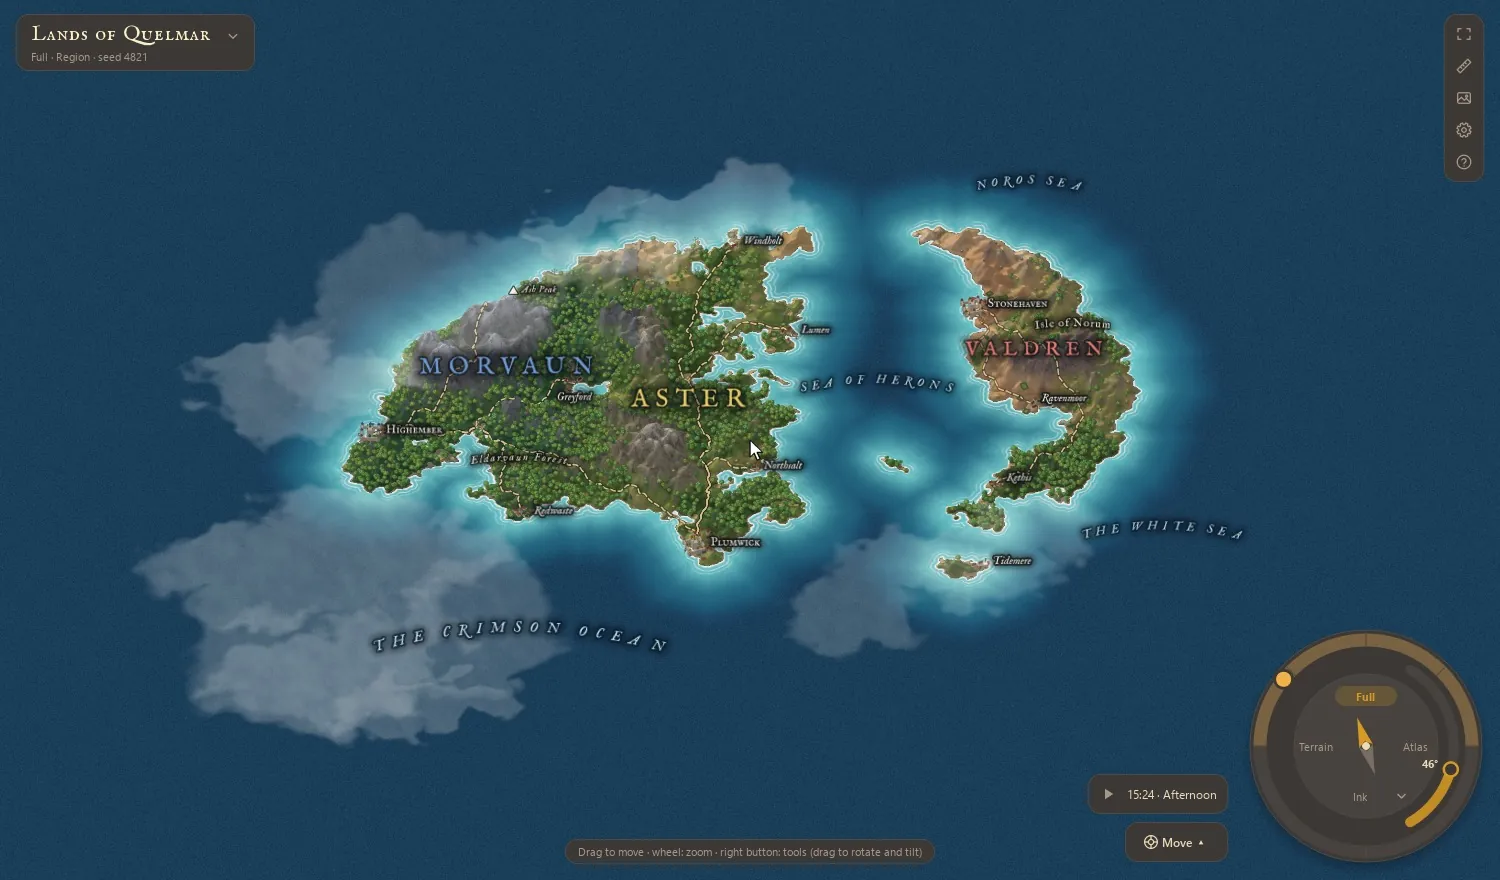 Lands of Quelmar
Full · Region · seed 4821
NOROS SEA
Windholt
Ash Peak
Stonehaven
Isle of Norum
Lumen
VALDREN
MORVAUN
SEA OF HERONS
Greyford
ASTER
Ravenmoor
Highember
Eldarvaun Forest
Northsalt
Kethis
Redwaste
THE WHITE SEA
Plumwick
Tidemere
THE CRIMSON OCEAN
Full
Terrain
Atlas
46°
Ink
15:24 · Afternoon
Move
Drag to move · wheel: zoom · right button: tools (drag to rotate and tilt)